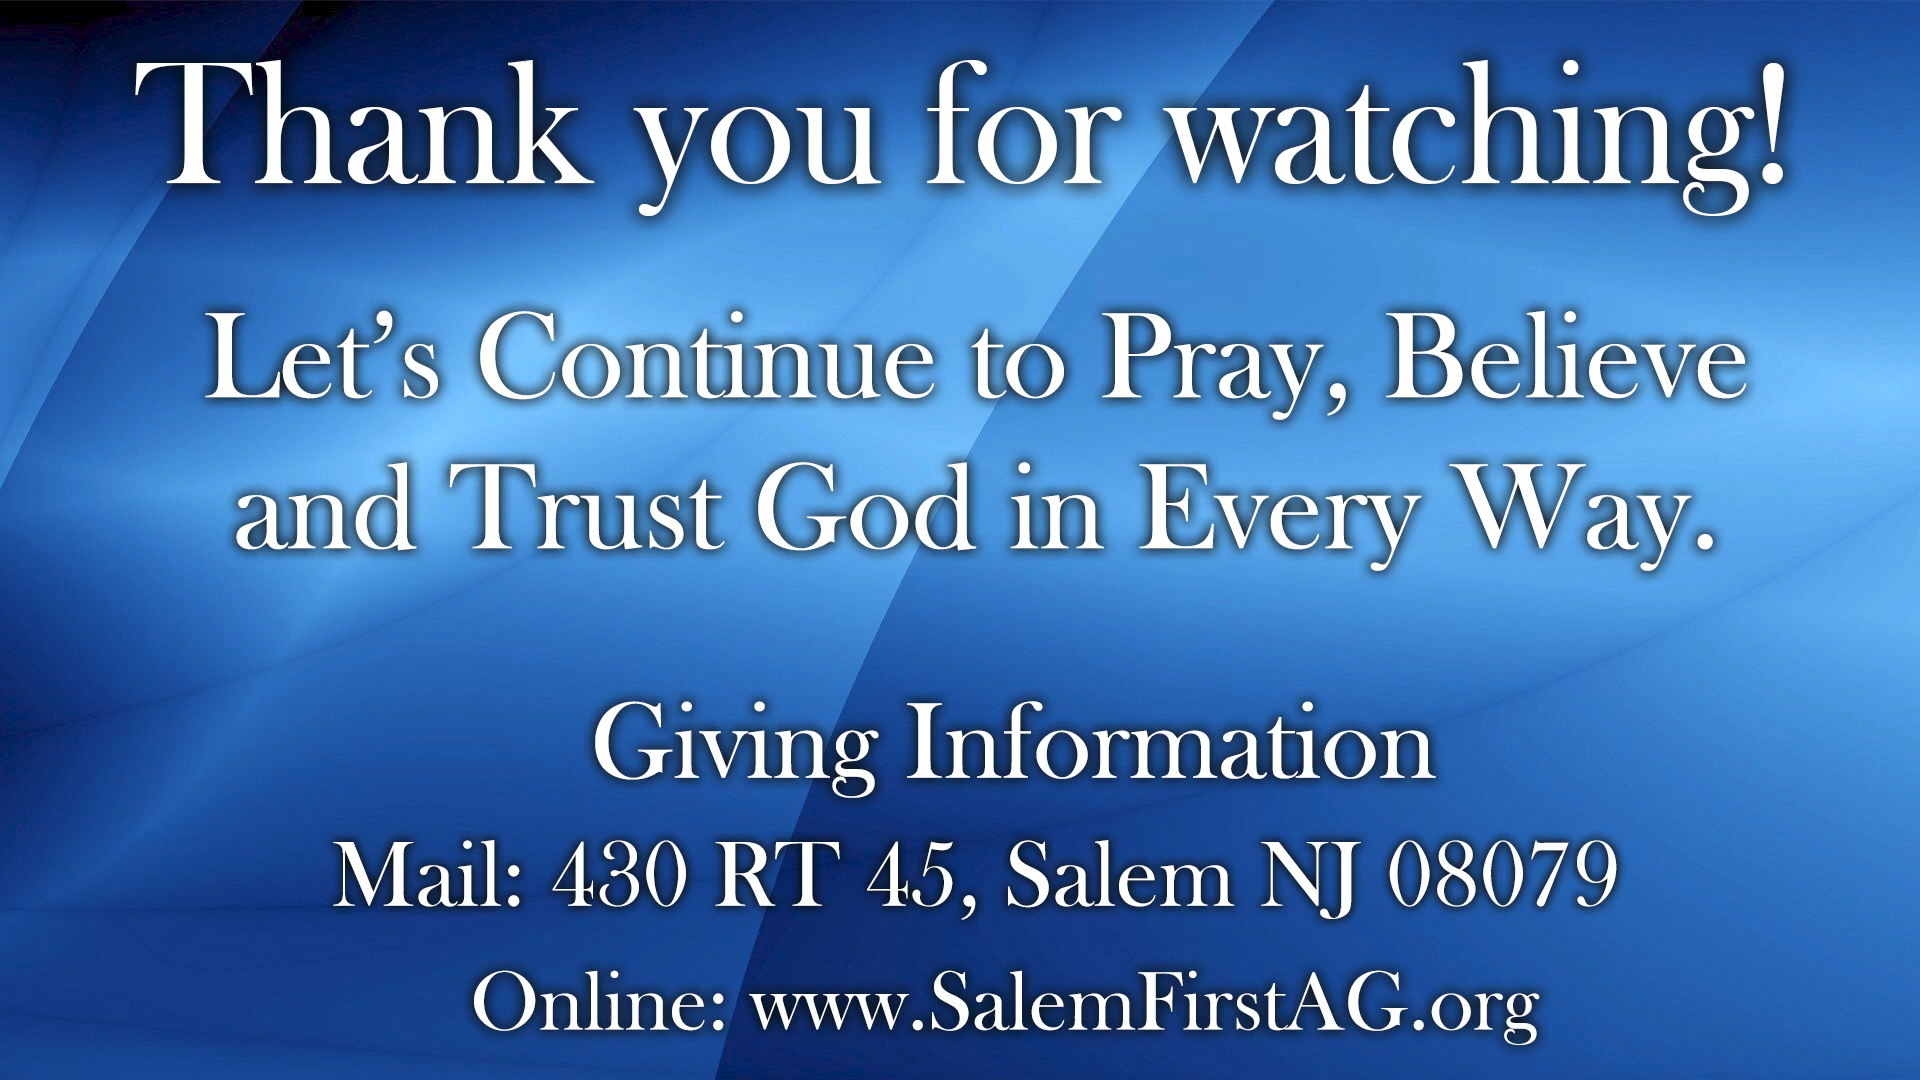 Thank you for watching!
Let’s Continue to Pray, Believe
and Trust God in Every Way.
Giving Information
Mail: 430 RT 45, Salem NJ 08079
Online: www.SalemFirstAG.org